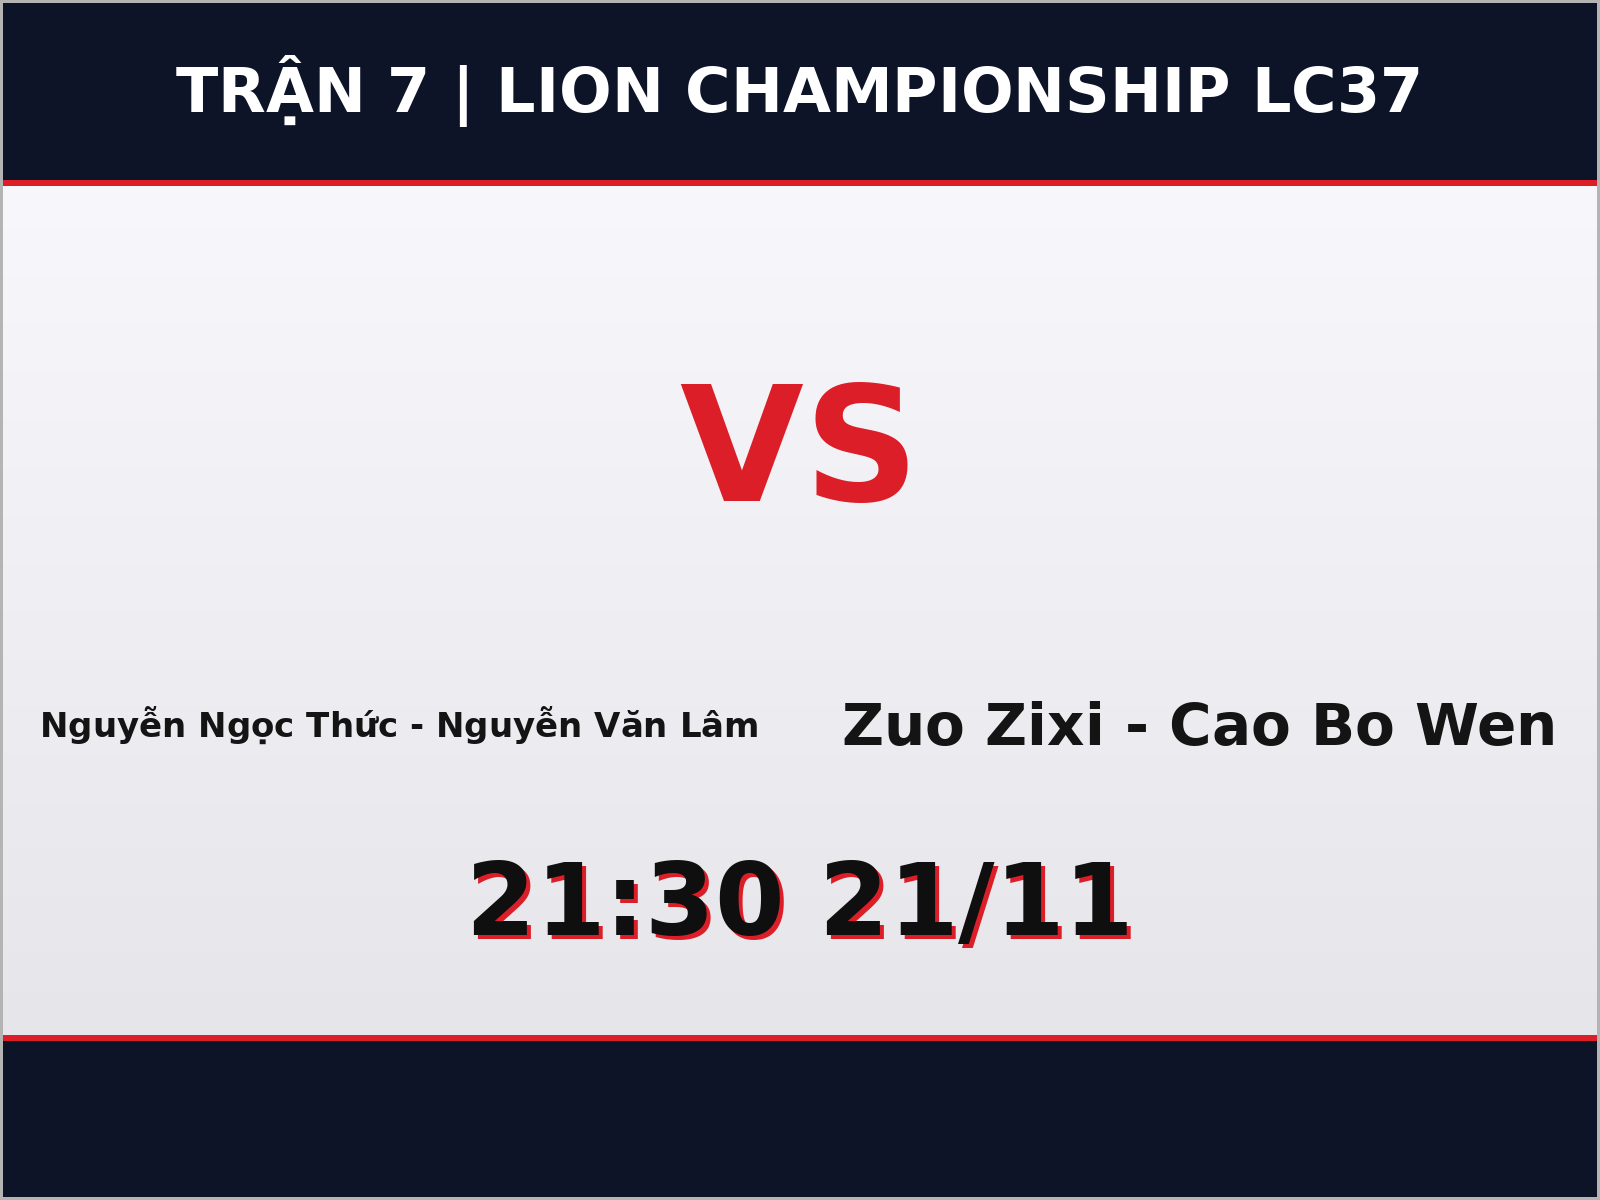 TRẬN 7 | LION CHAMPIONSHIP LC37
VS
Nguyễn Ngọc Thức - Nguyễn Văn Lâm
Zuo Zixi - Cao Bo Wen
21:30 21/11